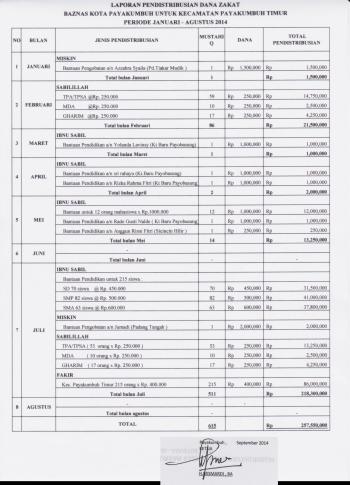 LAPORAN PENDISTRIBUSIAN DANA ZAKAT
BAZNAS KOTA PAYAKUMBUH UNTUK KECAMATAN PAYAKUMBUH TIMUR
PERIODE JANUARI - AGUSTUS 2014
NO BULAN JENIS PENDISTRIBUSIAN MUSTAHIQ DANA TOTAL PENDISTRIBUSIAN
MISKIN
1 JANUARI Bantuan Pengobatan a/n Azzahra Syaila (Pd.Tiakar Mudik ) 1 Rp 1,500,000 Rp 1,500,000
Total bulan Januari 1 Rp 1,500,000
SABILILLAH
2 FEBRUARI TPA/TPSA @Rp. 250.000 59 Rp 250,000 Rp 14,750,000
MDA @Rp. 250.000 10 Rp 250,000 Rp 2,500,000
GHARIM @Rp. 250.000 17 Rp 250,000 Rp 4,250,000
Total bulan Februari 86 Rp 21,500,000
IBNU SABIL
3 MARET Bantuan Pendidikan a/n Yolanda (Kt Baru Payobasung) 1 Rp 1,000,000 Rp 1,000,000
Total bulan Maret 1 Rp 1,000,000
IBNU SABIL
4 APRIL Bantuan Pendidikan a/n sri rahayu (Kt Baru Payobasung) 1 Rp 1,000,000 Rp 1,000,000
Bantuan Pendidikan a/n Rizka Rahma Fitri (Kt Baru Payobasung) 1 Rp 1,000,000 Rp 1,000,000
Total bulan April 2 Rp 2,000,000
IBNU SABIL
5 MEI Bantuan untuk 12 orang mahasiswa x Rp.1000.000 12 Rp 1,000,000 Rp 12,000,000
Bantuan Pendidikan a/n (Kt Baru Payobasung) 1 Rp 1,000,000 Rp 1,000,000
Bantuan Pendidikan a/n Anggun Fitri (Sicincin Hilir ) 1 Rp 250,000 Rp 250,000
Total bulan Mei 14 Rp 13,250,000
6 JUNI - -
Total bulan Juni - Rp -
IBNU SABIL
Bantuan Pendidikan untuk 215 siswa
SD 70 siswa @ Rp. 450.000 70 Rp 450,000 Rp 31,500,000
SMP 82 siswa @ Rp. 500.000 82 Rp 500,000 Rp 41,000,000
SMA 63 siswa @ Rp.600.000 63 Rp 600,000 Rp 37,800,000
MISKIN
7 JULI Bantuan Pengobatan a/n Jumadi (Padang Tangah ) 1 Rp 2,000,000 Rp 2,000,000
SABILILLAH
TPA/TPSA ( 53 orang x Rp. 250.000 ) 53 Rp 250,000 Rp 13,250,000
MDA ( 10 orang x Rp. 250.000 ) 10 Rp 250,000 Rp 2,500,000
GHARIM ( 17 orang x Rp. 250.000 ) 17 Rp 250,000 Rp 4,250,000
FAKIR
Kec. Payakumbuh Timur 215 orang x Rp. 400.000 215 Rp 400,000 Rp 86,000,000
Total bulan Juli 511 Rp 218,300,000
8 AGUSTUS - -
Total bulan agustus - Rp -
TOTAL 615 Rp 257,550,000
Payakumbuh, September 2014
KETUA